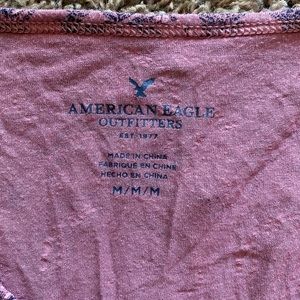 AMERICAN EAGLE
OUTFITTERS
EST 1977
MADE IN CHINA
FABRIQUE EN CHINE
HECHO EN CHINA
M/M/M